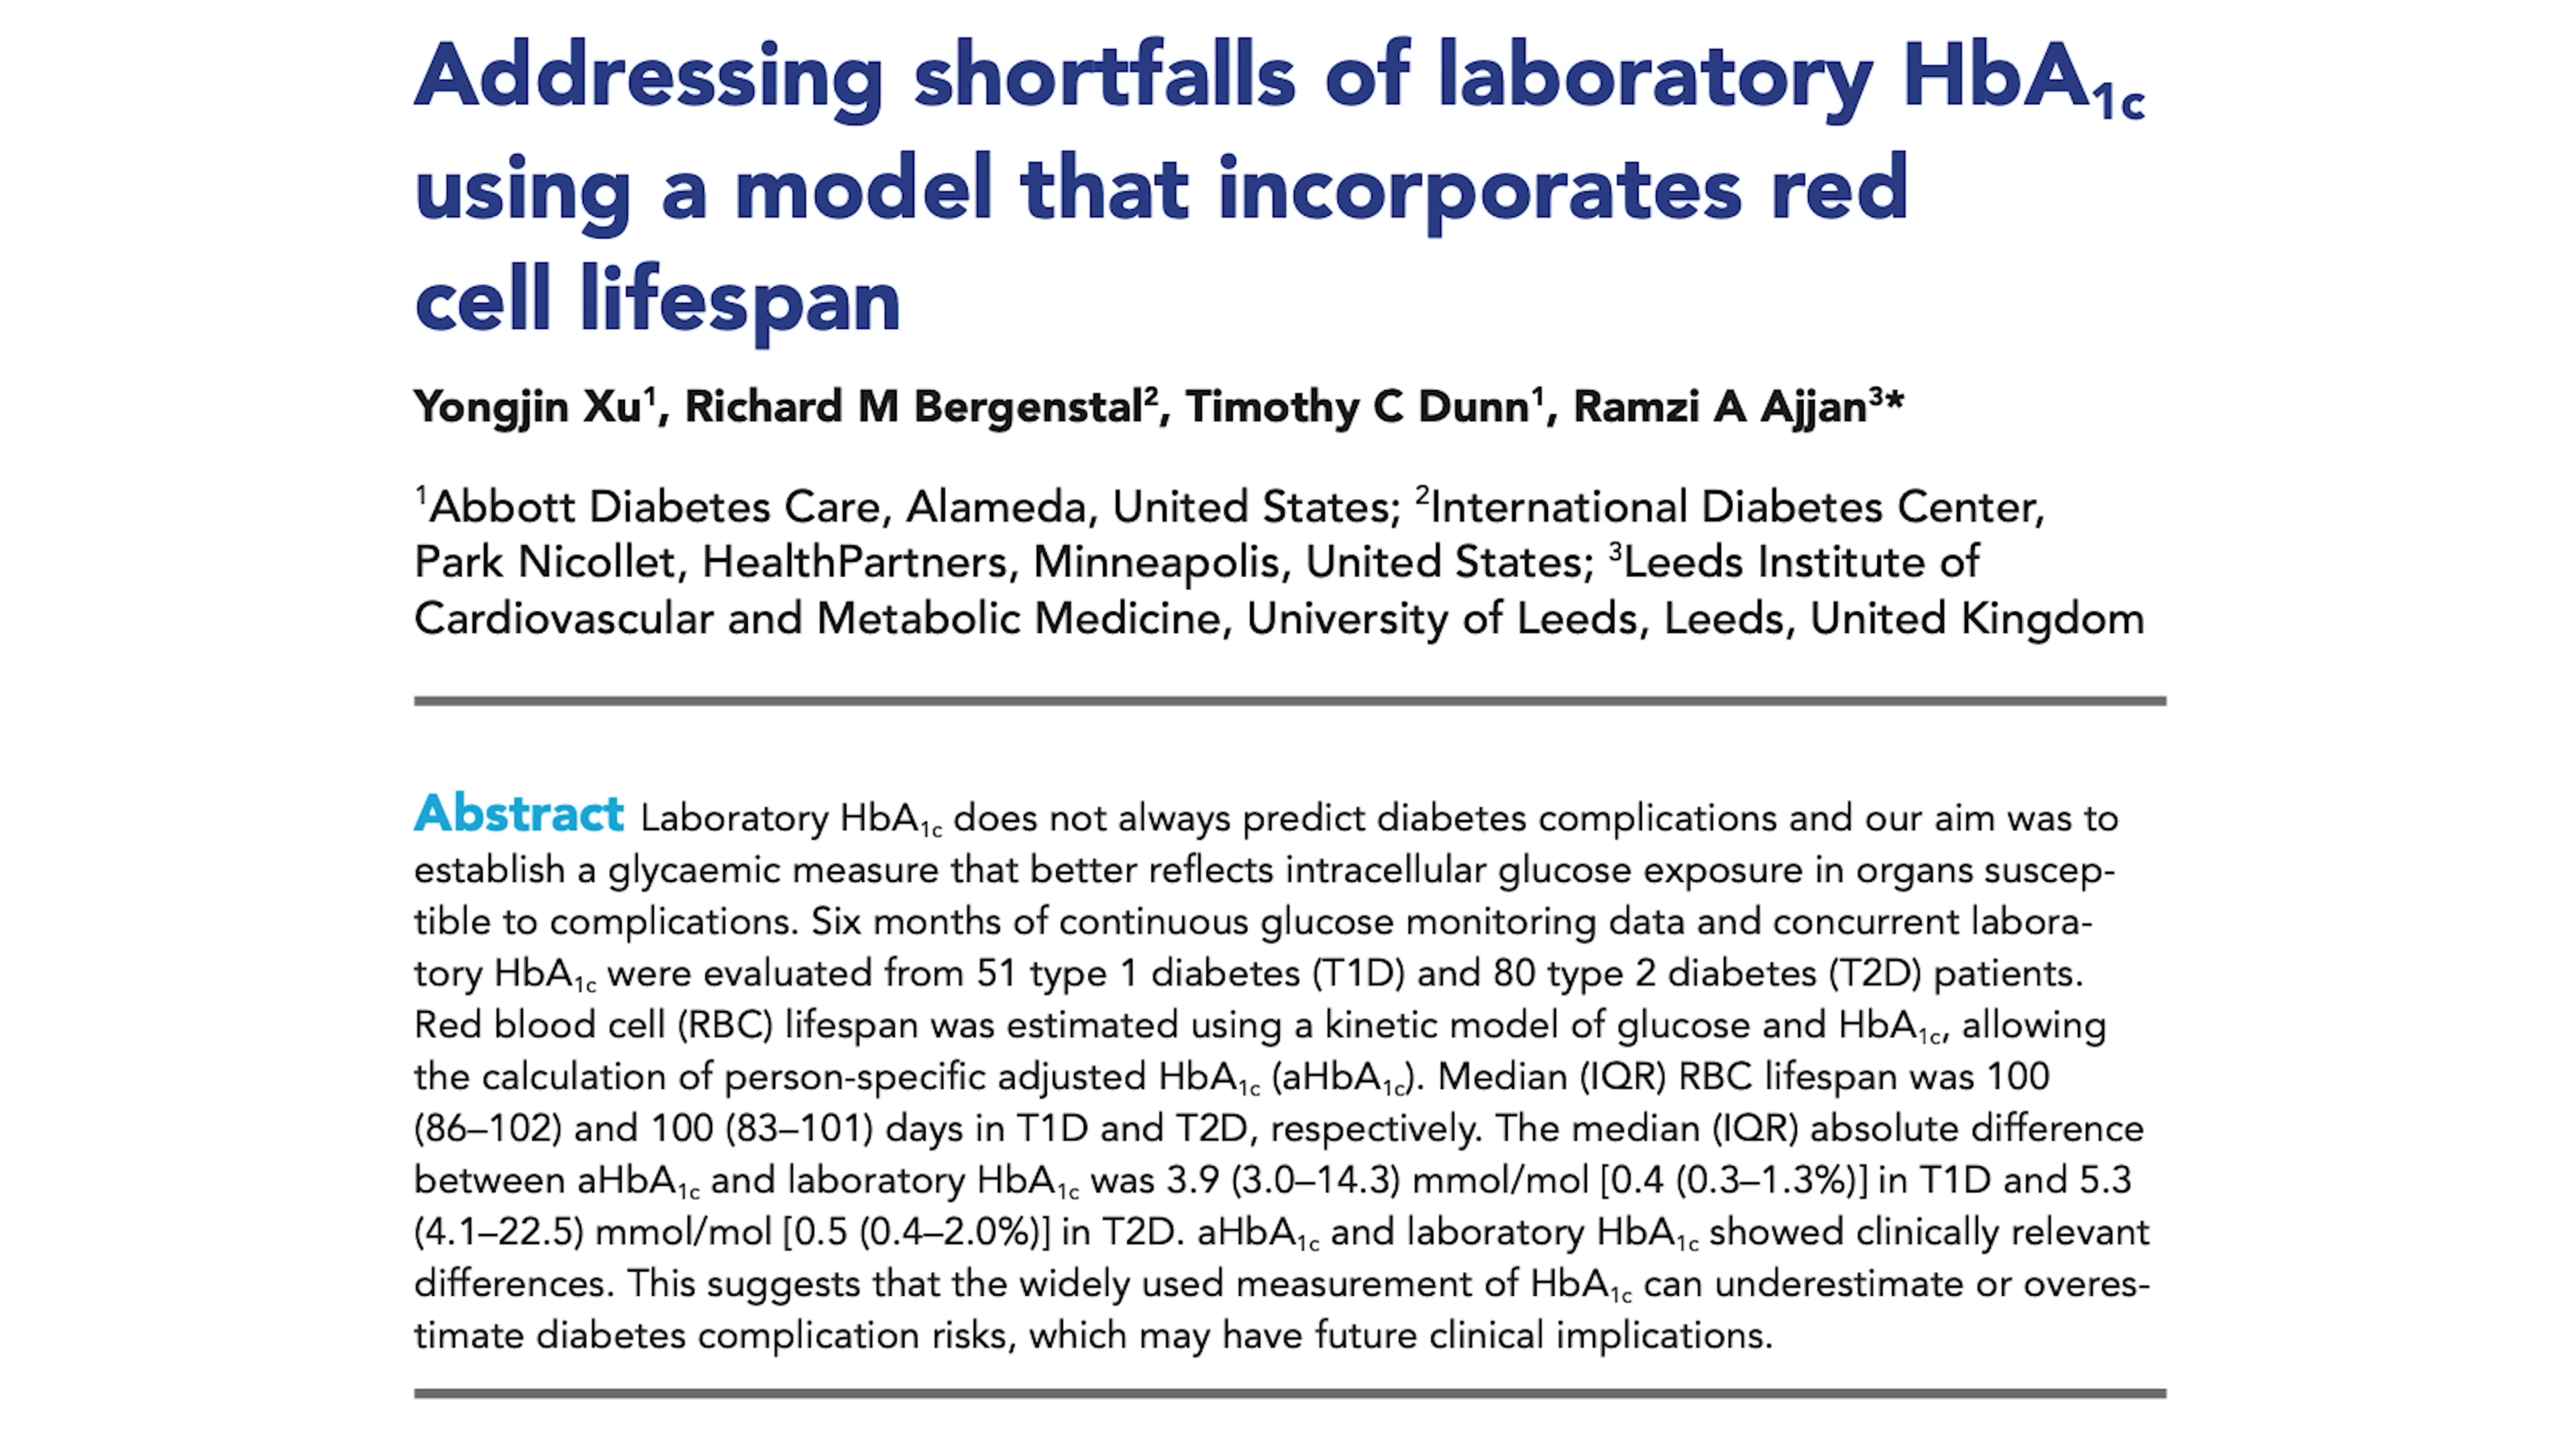 Addressing shortfalls of laboratory HbA1c
using a model that incorporates red
cell lifespan
Yongjin Xu1, Richard M Bergenstal2, Timothy C Dunn1, Ramzi A Ajjan3*
1Abbott Diabetes Care, Alameda, United States; 2International Diabetes Center,
Park Nicollet, HealthPartners, Minneapolis, United States; 3Leeds Institute of
Cardiovascular and Metabolic Medicine, University of Leeds, Leeds, United Kingdom
Abstract Laboratory HbA1c does not always predict diabetes complications and our aim was to
establish a glycaemic measure that better reflects intracellular glucose exposure in organs suscep-
tible to complications. Six months of continuous glucose monitoring data and concurrent labora-
tory HbA1c were evaluated from 51 type 1 diabetes (T1D) and 80 type 2 diabetes (T2D) patients.
Red blood cell (RBC) lifespan was estimated using a kinetic model of glucose and HbA1c, allowing
the calculation of person-specific adjusted HbA1c (aHbA1c). Median (IQR) RBC lifespan was 100
(86–102) and 100 (83–101) days in T1D and T2D, respectively. The median (IQR) absolute difference
between aHbA1c and laboratory HbA1c was 3.9 (3.0–14.3) mmol/mol [0.4 (0.3–1.3%)] in T1D and 5.3
(4.1–22.5) mmol/mol [0.5 (0.4–2.0%)] in T2D. aHbA1c and laboratory HbA1c showed clinically relevant
differences. This suggests that the widely used measurement of HbA1c can underestimate or overes-
timate diabetes complication risks, which may have future clinical implications.